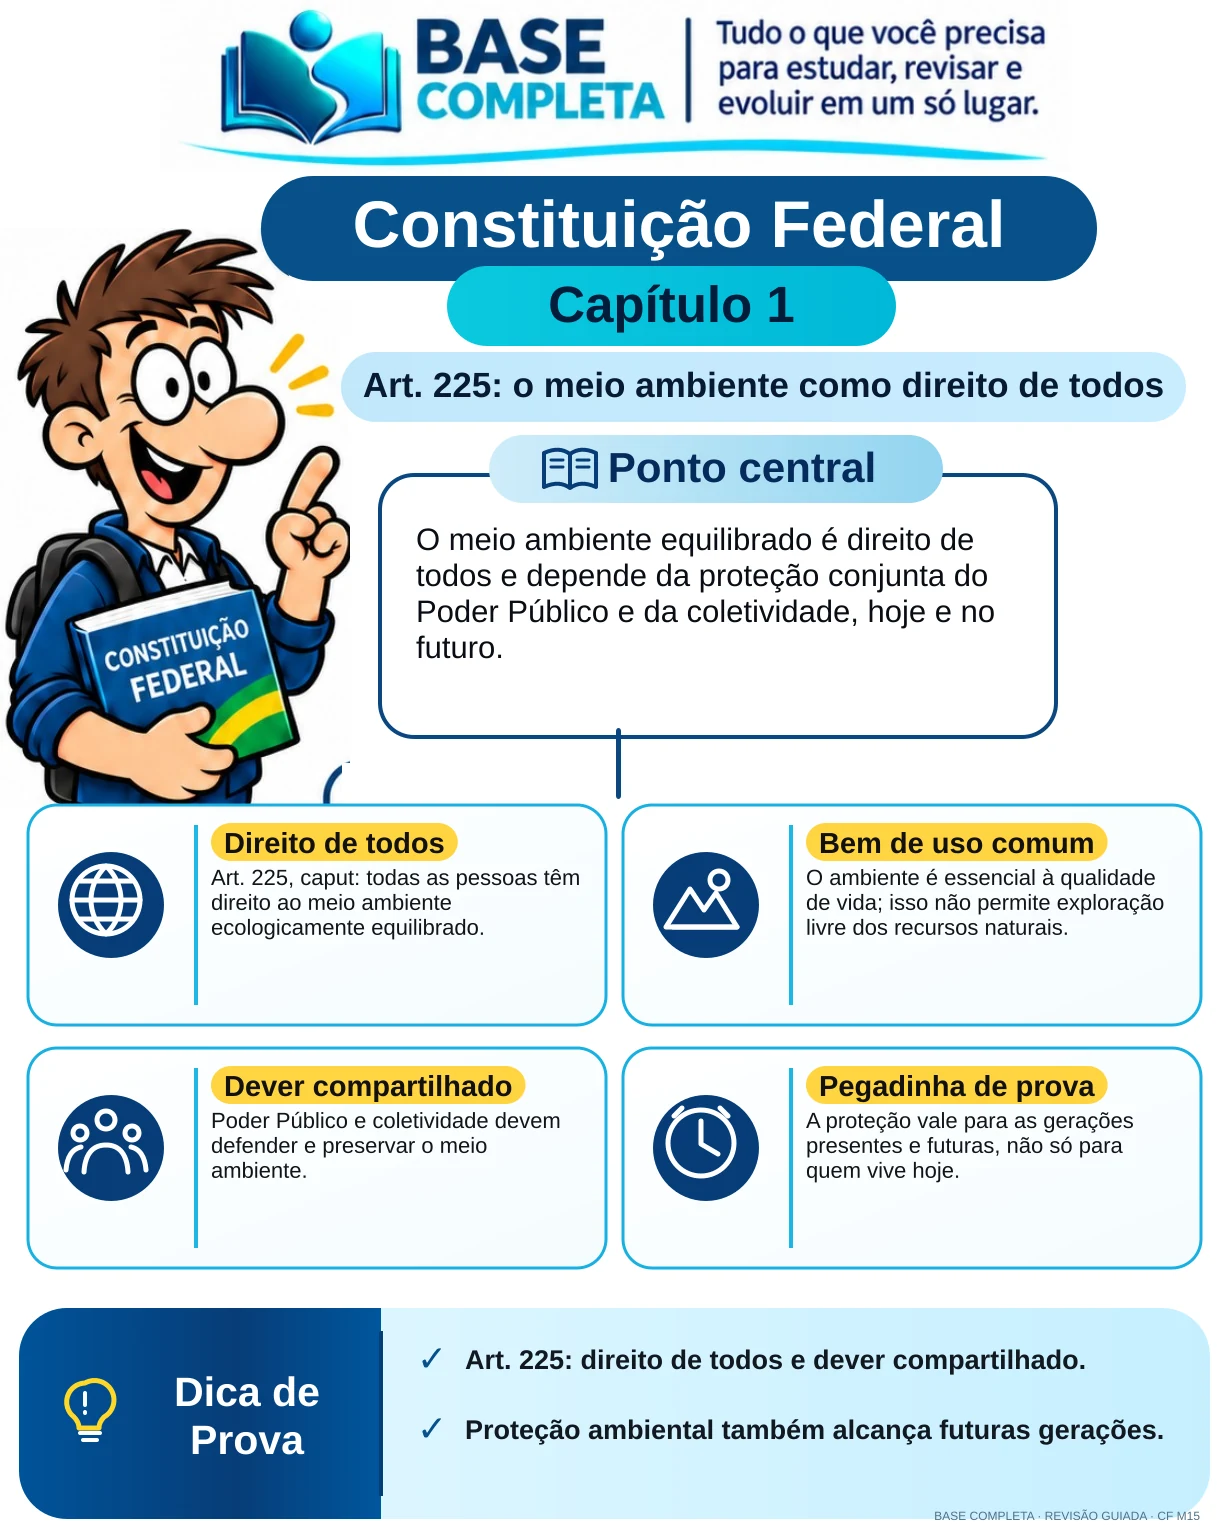 BASE
COMPLETA
Tudo o que você precisa
para estudar, revisar e
evoluir em um só lugar.
Constituição Federal
Capítulo 1
Art. 225: o meio ambiente como direito de todos
Ponto central
O meio ambiente equilibrado é direito de
todos e depende da proteção conjunta do
Poder Público e da coletividade, hoje e no
futuro.
CONSTITUIÇÃO
FEDERAL
Direito de todos
Art. 225, caput: todas as pessoas têm
direito ao meio ambiente
ecologicamente equilibrado.
Bem de uso comum
O ambiente é essencial à qualidade
de vida; isso não permite exploração
livre dos recursos naturais.
Dever compartilhado
Poder Público e coletividade devem
defender e preservar o meio
ambiente.
Pegadinha de prova
A proteção vale para as gerações
presentes e futuras, não só para
quem vive hoje.
Dica de
Prova
✓ Art. 225: direito de todos e dever compartilhado.
✓ Proteção ambiental também alcança futuras gerações.
BASE COMPLETA · REVISÃO GUIADA · CF M15